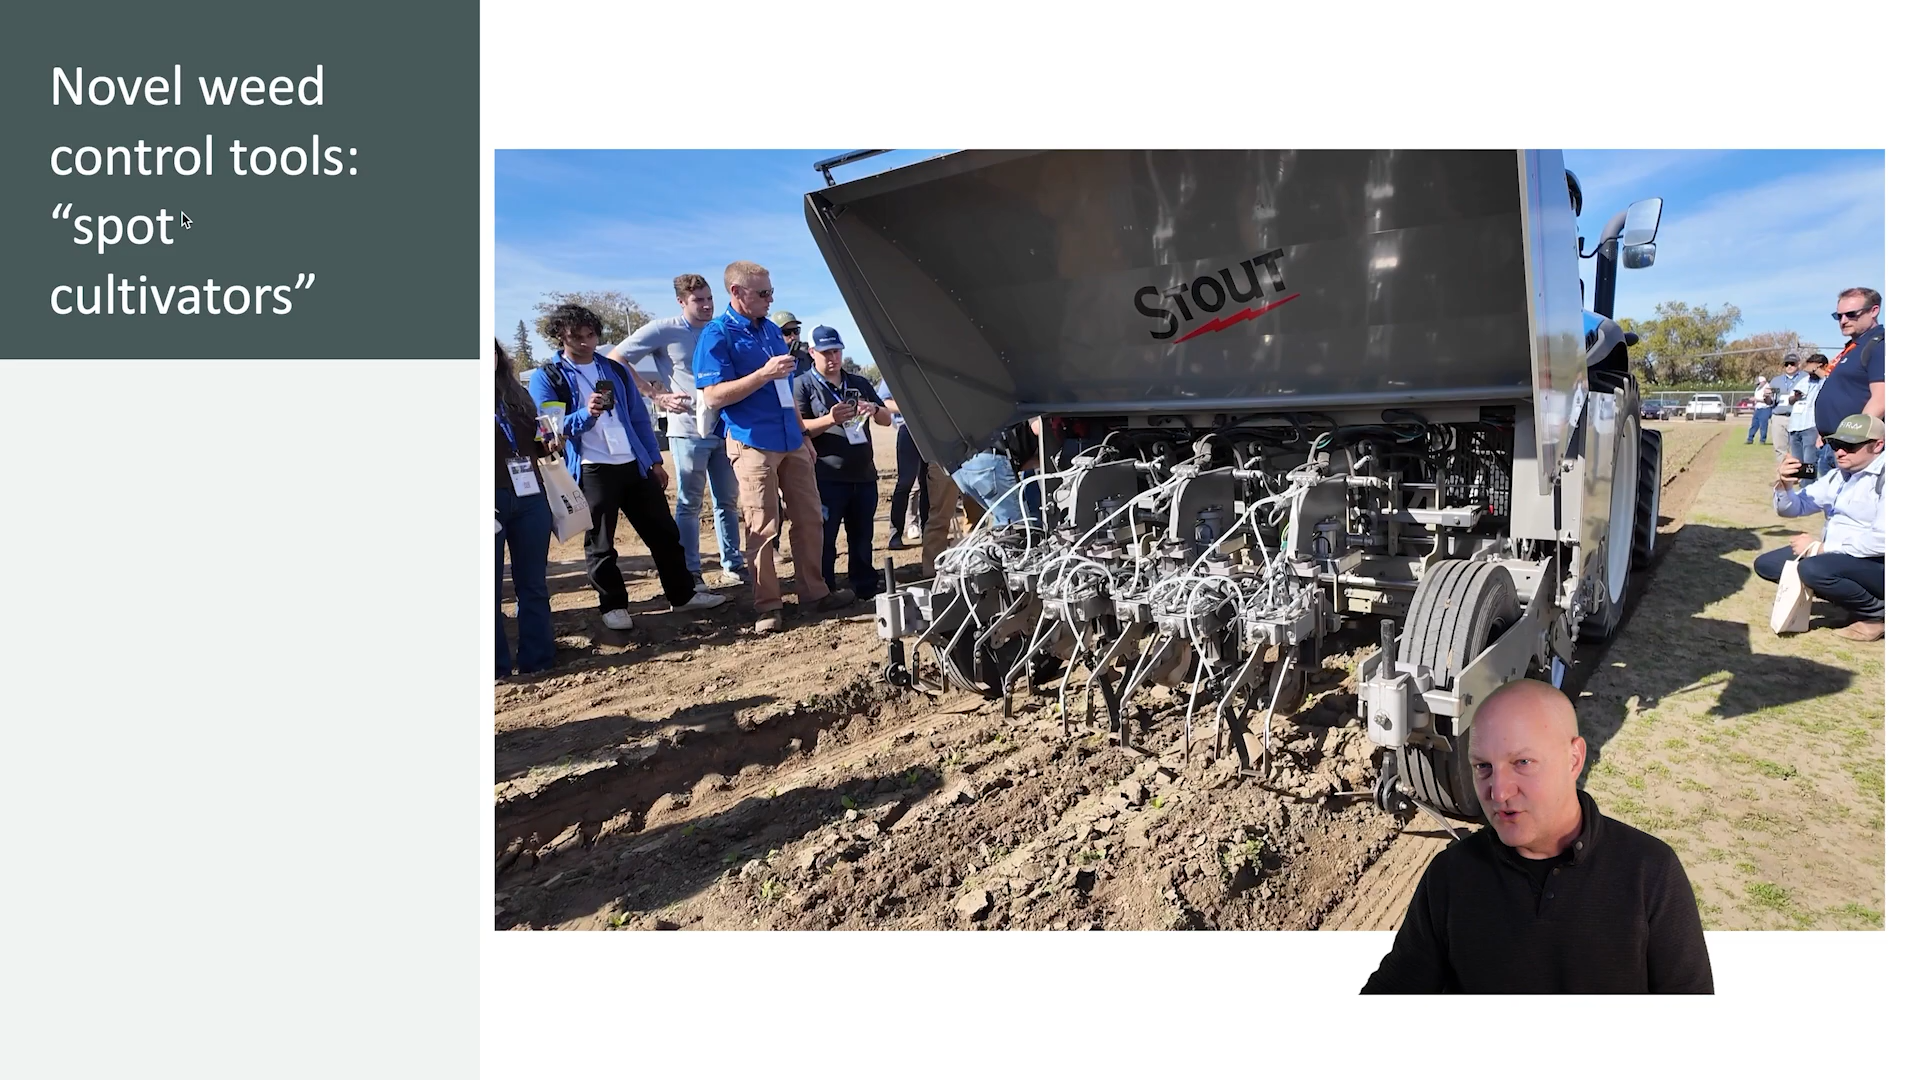 Novel weed
control tools:
“spot
cultivators”
STOUT